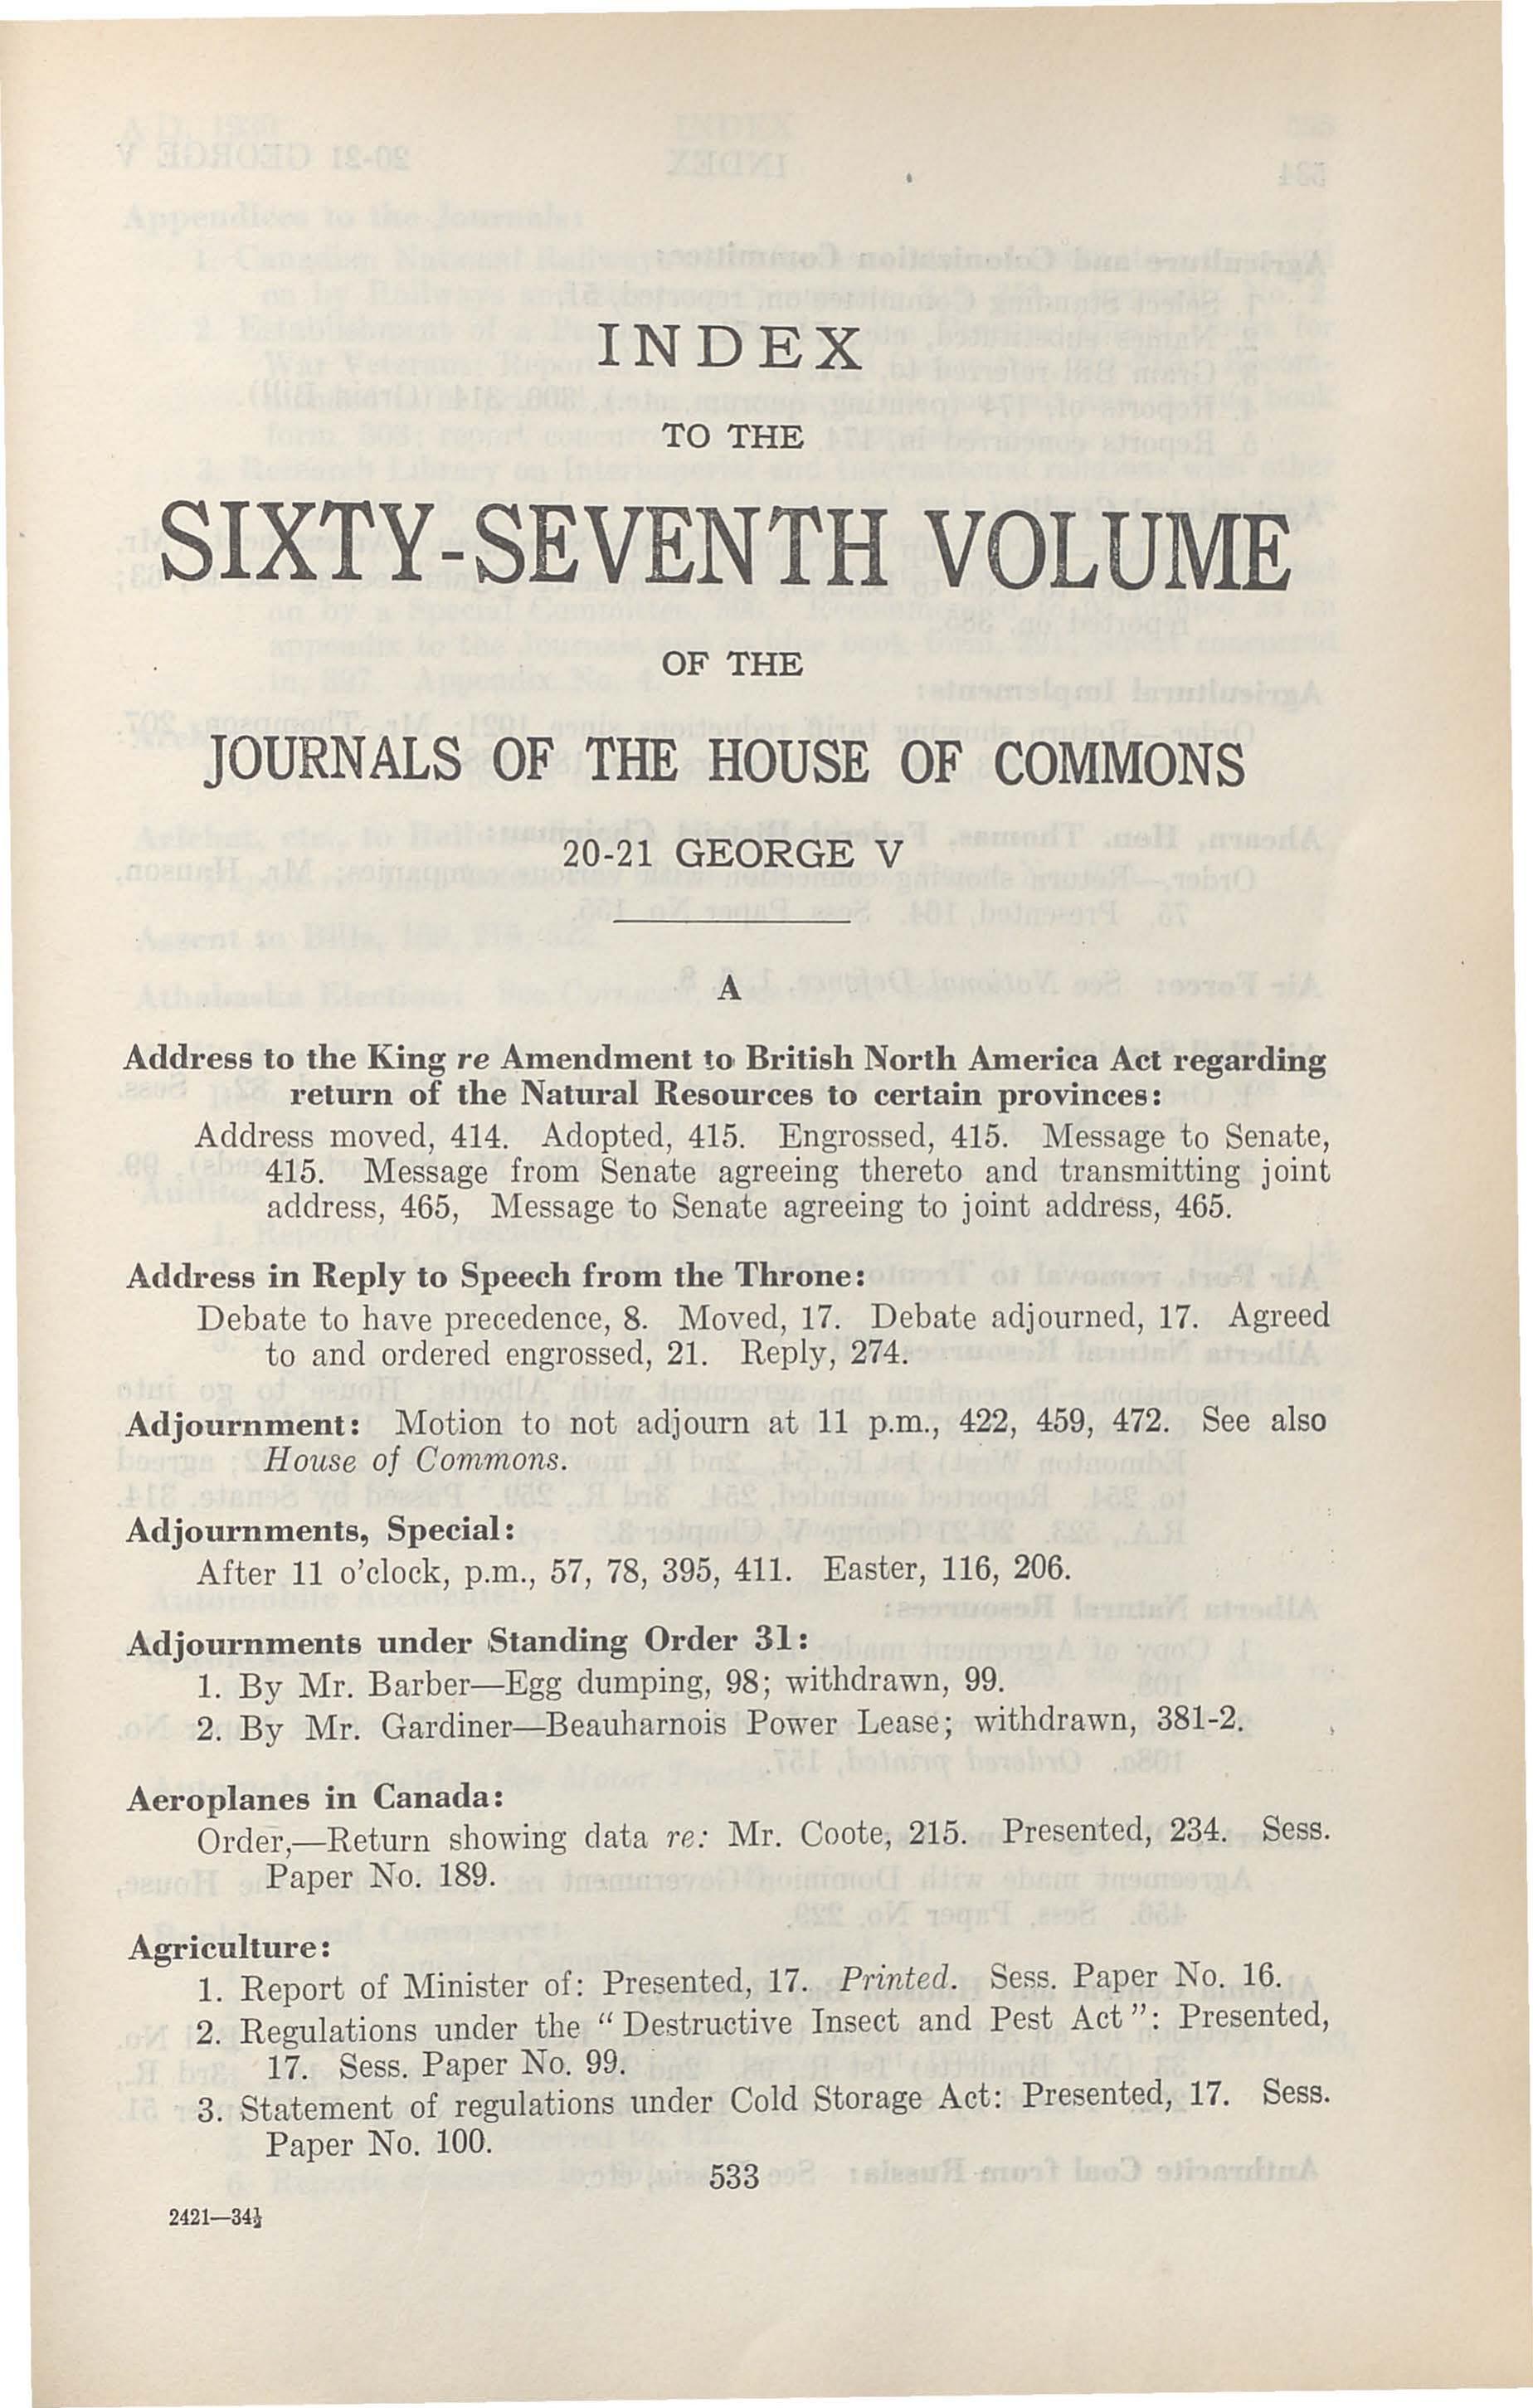 INDEX
TO THE
SIXTY-SEVENTH VOLUME
OF THE
JOURNALS OF THE HOUSE OF COMMONS
20-21 GEORGE V
A
Address to the King re Amendment to British North America Act regarding
return of the Natural Resources to certain provinces:
Address moved, 414. Adopted, 415. Engrossed, 415. Message to Senate,
415. Message from Senate agreeing thereto and transmitting joint
address, 465, Message to Senate agreeing to joint address, 465.
Address in Reply to Speech from the Throne:
Debate to have precedence, 8. Moved, 17. Debate adjourned, 17. Agreed
to and ordered engrossed, 21. Reply, 274.
Adjournment: Motion to not adjourn at 11 p.m., 422, 459, 472. See also
House of Commons.
Adjournments, Special:
After 11 o'clock, p.m., 57, 78, 395, 411. Easter, 116, 206.
Adjournments under Standing Order 31:
1. By Mr. Barber—Egg dumping, 98; withdrawn, 99.
2. By Mr. Gardiner—Beauharnois Power Lease; withdrawn, 381-2.
Aeroplanes in Canada:
Order,—Return showing data re: Mr. Coote, 215. Presented, 234. Sess.
Paper No. 189.
Agriculture:
1. Report of Minister of: Presented, 17. Printed. Sess. Paper No. 16.
2. Regulations under the "Destructive Insect and Pest Act": Presented,
17. Sess. Paper No. 99.
3. Statement of regulations under Cold Storage Act: Presented, 17. Sess.
Paper No. 100.
533
2421—34½